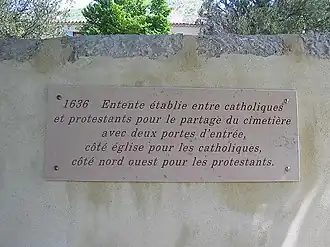 1636 Entente établie entre catholiques
et protestants pour le partage du cimetière
avec deux portes d'entrée,
côté église pour les catholiques,
côté nord ouest pour les protestants.